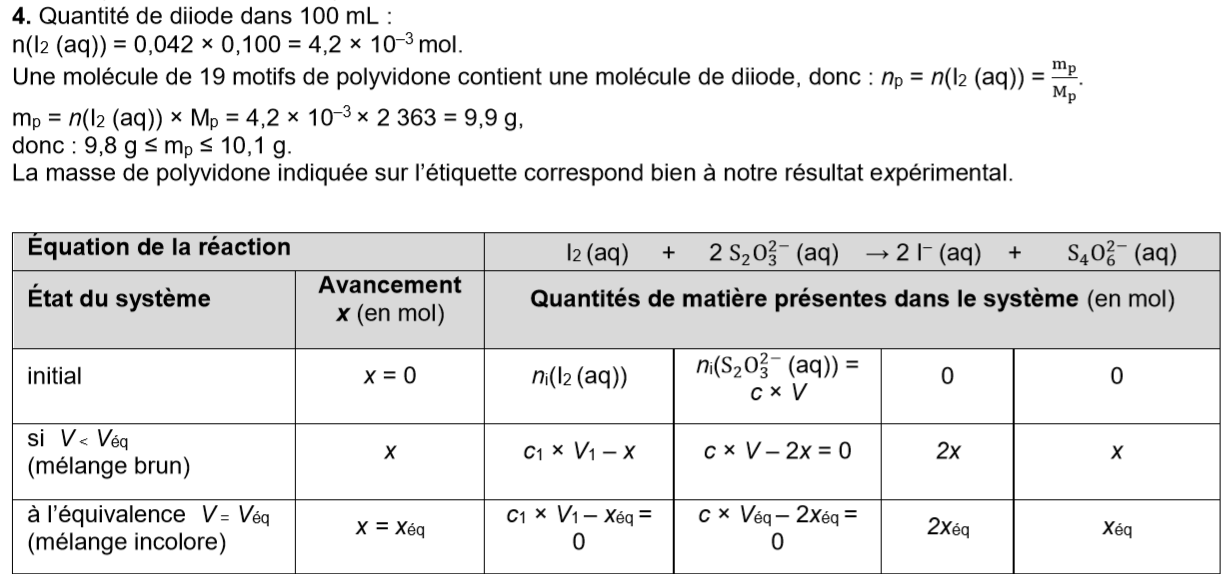 4. Quantité de diiode dans 100 mL :
n(I₂ (aq)) = 0,042 × 0,100 = 4,2 × 10⁻³ mol.
Une molécule de 19 motifs de polyvidone contient une molécule de diiode, donc : nₚ = n(I₂ (aq)) = mₚ/Mₚ.
mₚ = n(I₂ (aq)) × Mₚ = 4,2 × 10⁻³ × 2 363 = 9,9 g,
donc : 9,8 g ≤ mₚ ≤ 10,1 g.
La masse de polyvidone indiquée sur l’étiquette correspond bien à notre résultat expérimental.
Équation de la réaction
I₂ (aq) + 2 S₂O₃²⁻ (aq) → 2 I⁻ (aq) + S₄O₆²⁻ (aq)
État du système
Avancement
x (en mol)
Quantités de matière présentes dans le système (en mol)
initial
x = 0
nᵢ(I₂ (aq))
nᵢ(S₂O₃²⁻ (aq)) =
c × V
0
0
si V < Véq
(mélange brun)
x
c₁ × V₁ – x
c × V – 2x = 0
2x
x
à l’équivalence V = Véq
(mélange incolore)
x = xéq
c₁ × V₁ – xéq =
0
c × Véq – 2xéq =
0
2xéq
xéq